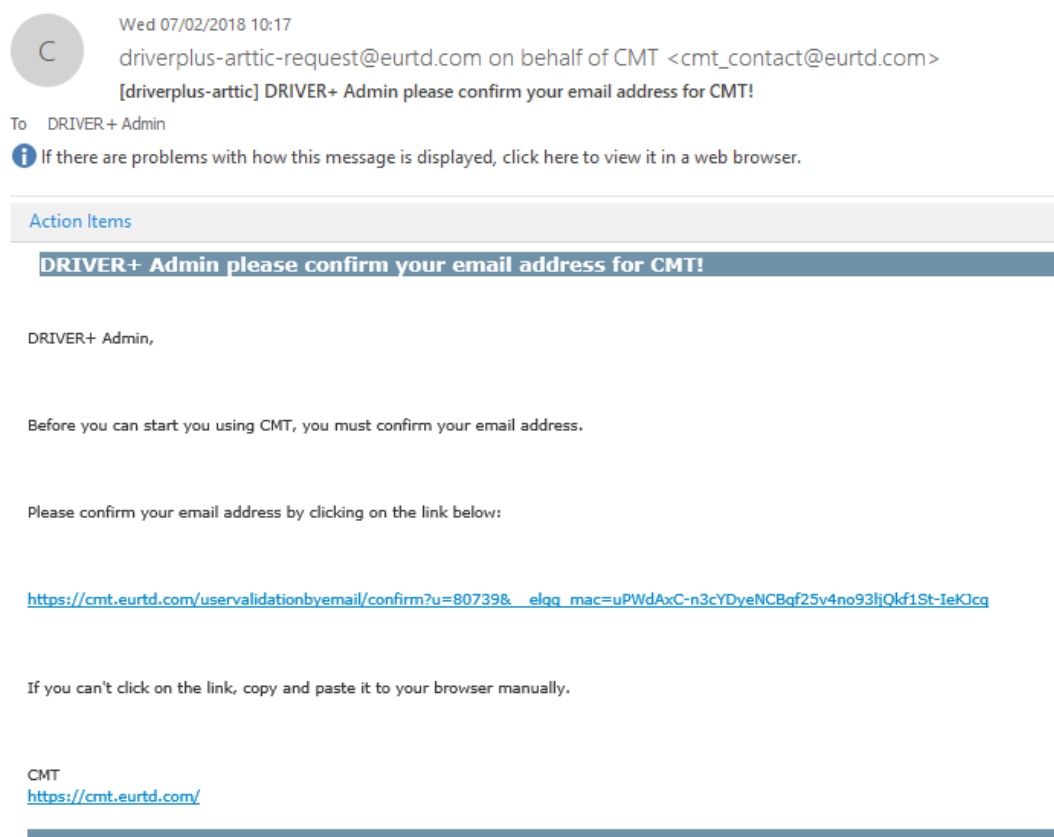 C
Wed 07/02/2018 10:17
driverplus-arttic-request@eurtd.com on behalf of CMT <cmt_contact@eurtd.com>
[driverplus-arttic] DRIVER+ Admin please confirm your email address for CMT!
To DRIVER+ Admin
If there are problems with how this message is displayed, click here to view it in a web browser.
Action Items
DRIVER+ Admin please confirm your email address for CMT!
DRIVER+ Admin,
Before you can start you using CMT, you must confirm your email address.
Please confirm your email address by clicking on the link below:
https://cmt.eurtd.com/uservalidationbyemail/confirm?u=80739&__elgg_mac=uPWdAxC-n3cYDyeNCBqf25v4no93ljQkf1St-IeKJcg
If you can't click on the link, copy and paste it to your browser manually.
CMT
https://cmt.eurtd.com/